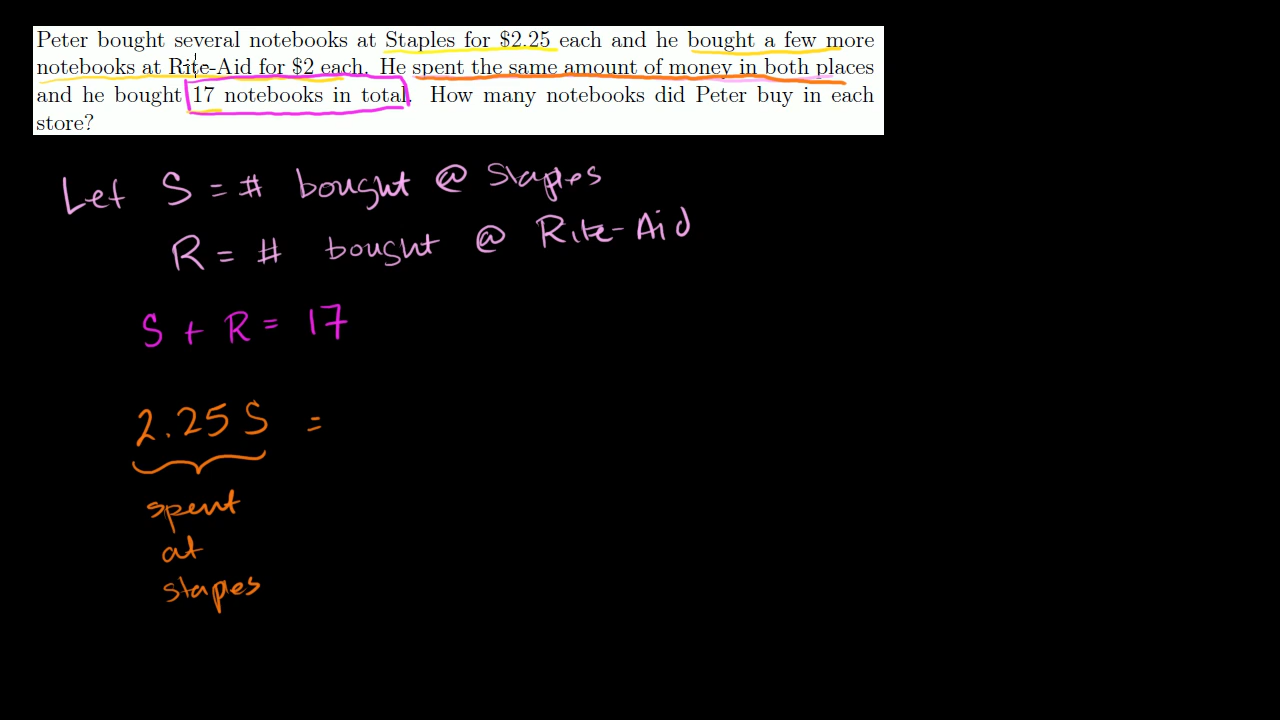 Peter bought several notebooks at Staples for $2.25 each and he bought a few more
notebooks at Rite-Aid for $2 each. He spent the same amount of money in both places
and he bought 17 notebooks in total. How many notebooks did Peter buy in each
store?
Let S = # bought @ Staples
R = # bought @ Rite-Aid
S + R = 17
2.25 S =
spent
at
staples